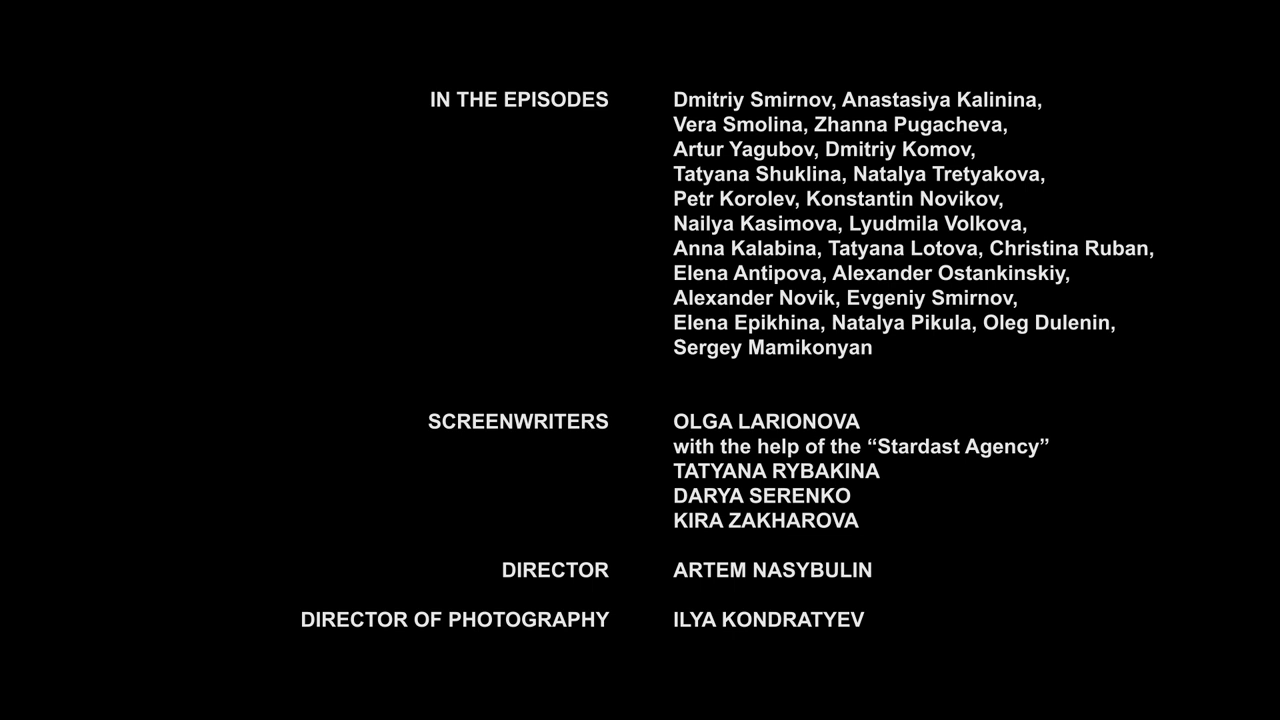 IN THE EPISODES
Dmitriy Smirnov, Anastasiya Kalinina,
Vera Smolina, Zhanna Pugacheva,
Artur Yagubov, Dmitriy Komov,
Tatyana Shuklina, Natalya Tretyakova,
Petr Korolev, Konstantin Novikov,
Nailya Kasimova, Lyudmila Volkova,
Anna Kalabina, Tatyana Lotova, Christina Ruban,
Elena Antipova, Alexander Ostankinskiy,
Alexander Novik, Evgeniy Smirnov,
Elena Epikhina, Natalya Pikula, Oleg Dulenin,
Sergey Mamikonyan
SCREENWRITERS
OLGA LARIONOVA
with the help of the “Stardast Agency”
TATYANA RYBAKINA
DARYA SERENKO
KIRA ZAKHAROVA
DIRECTOR
ARTEM NASYBULIN
DIRECTOR OF PHOTOGRAPHY
ILYA KONDRATYEV